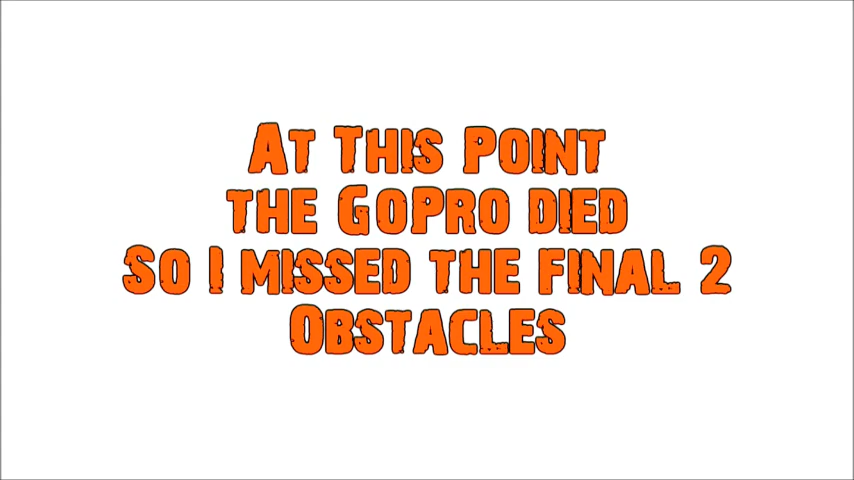 At This Point
the GoPro died
So I missed the final 2
Obstacles